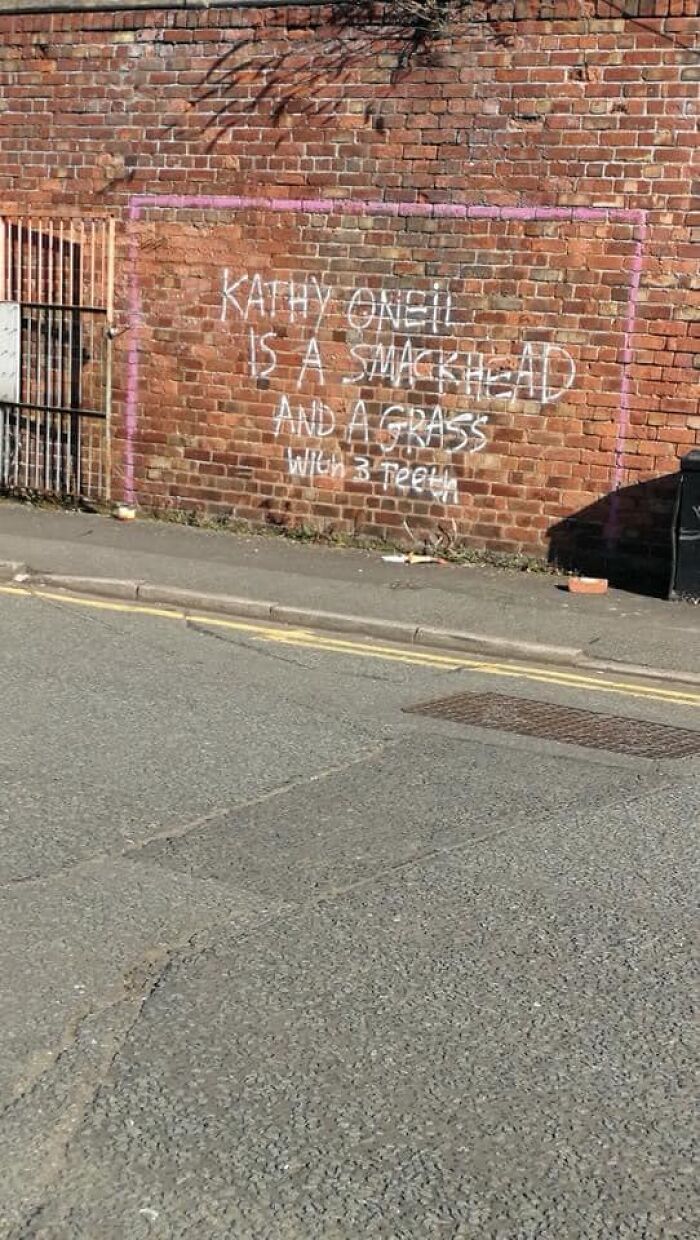 KATHY ONEiL
IS A SMACKHEAD
AND A GRASS
With 3 Teeth